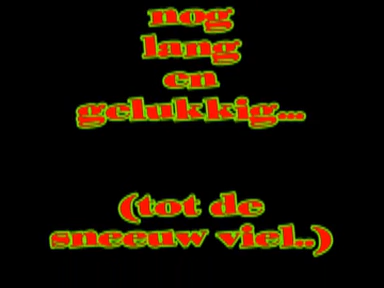 nog
lang
en
gelukkig...
(tot de
sneeuw viel..)